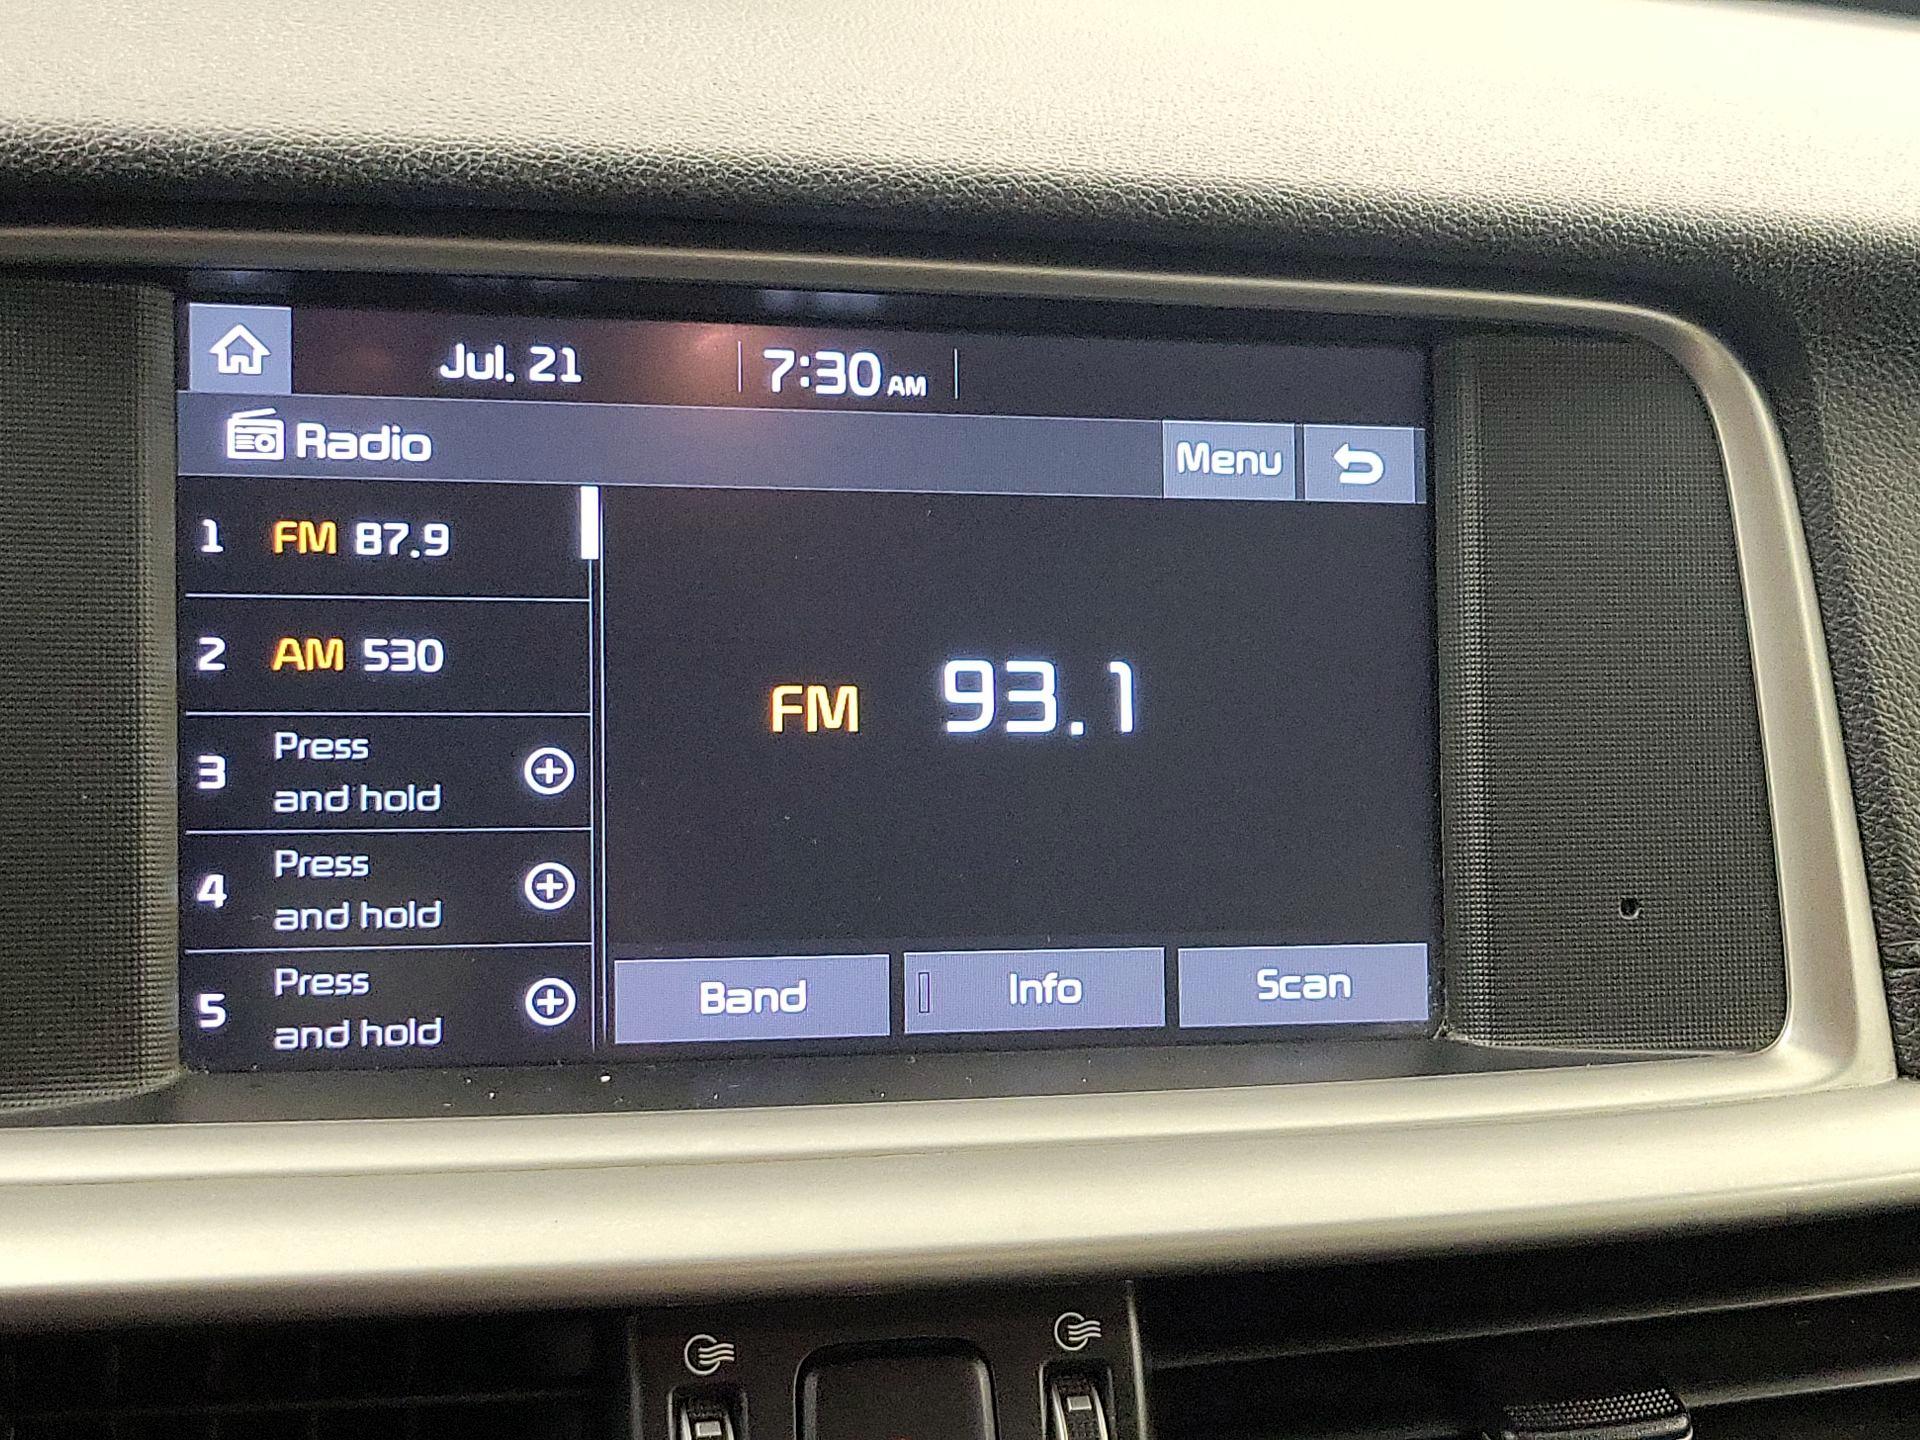 Jul. 21 7:30 AM
Radio Menu
1 FM 87.9
2 AM 530
3 Press
and hold
4 Press
and hold
5 Press
and hold
FM 93.1
Band Info Scan